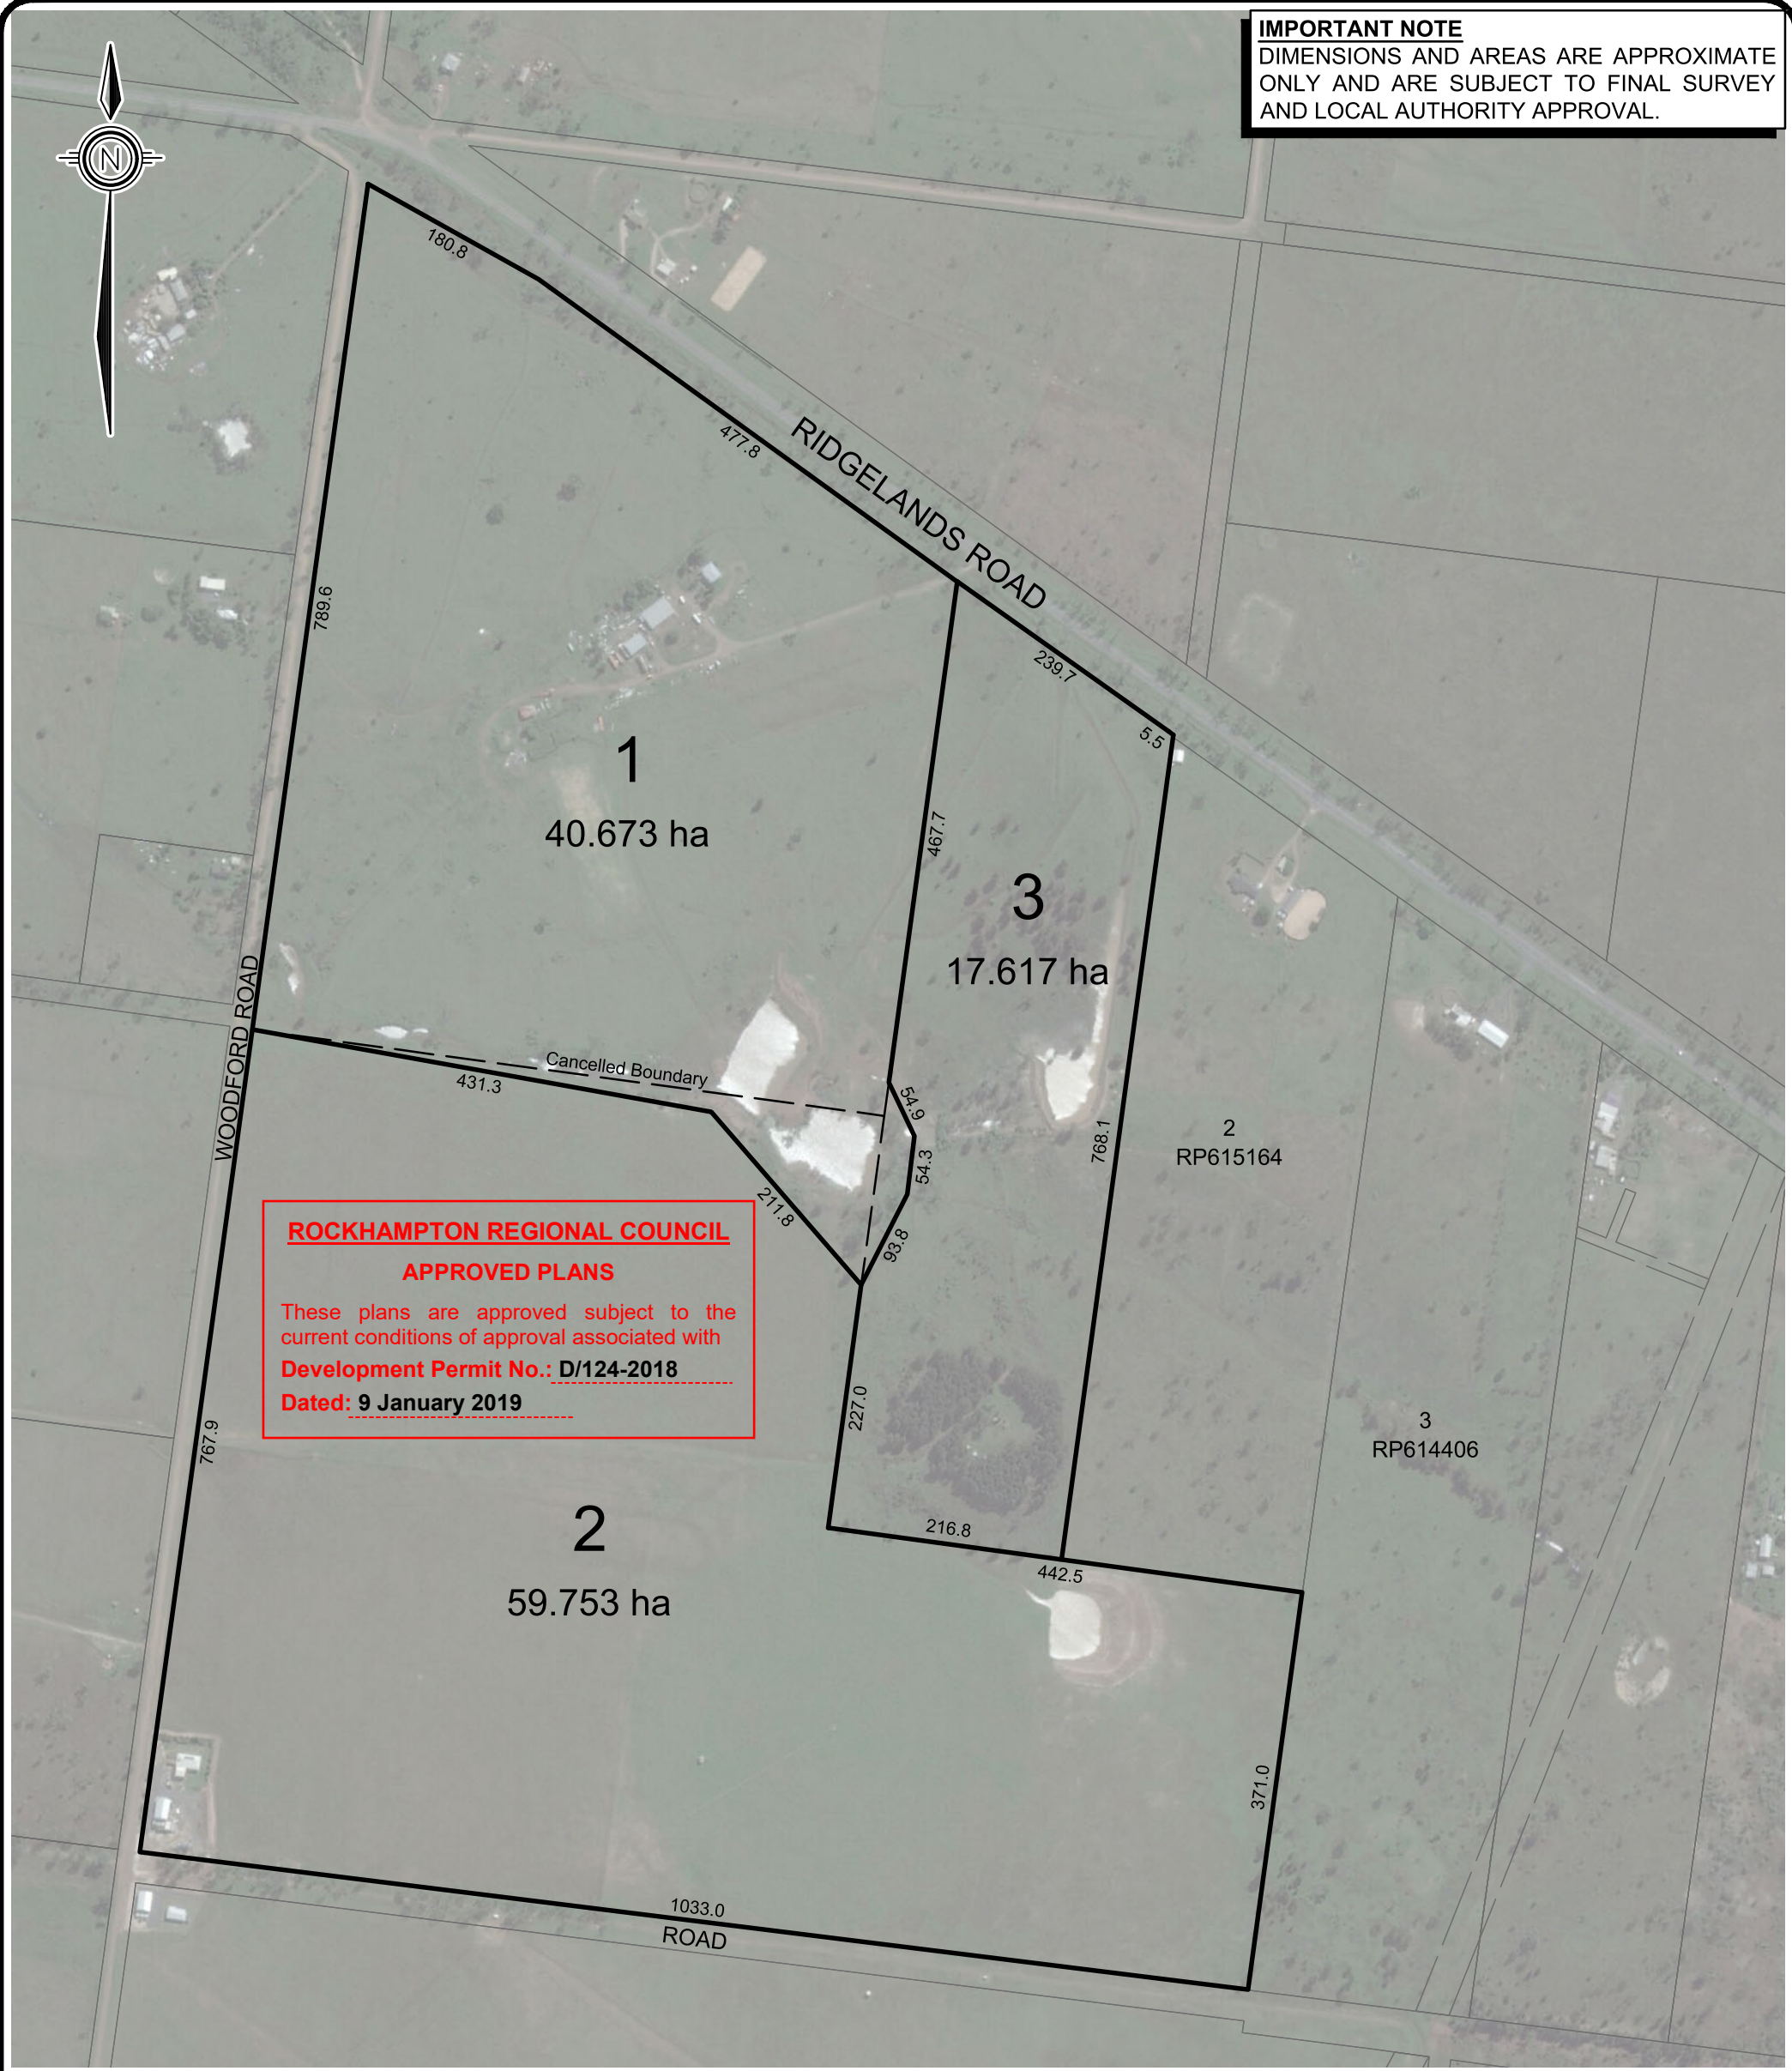 IMPORTANT NOTE
DIMENSIONS AND AREAS ARE APPROXIMATE
ONLY AND ARE SUBJECT TO FINAL SURVEY
AND LOCAL AUTHORITY APPROVAL.
N
180.8
477.8
RIDGELANDS ROAD
239.7
5.5
789.6
1
40.673 ha
467.7
3
17.617 ha
WOODFORD ROAD
Cancelled Boundary
431.3
54.9
54.3
768.1
2
RP615164
211.8
93.8
ROCKHAMPTON REGIONAL COUNCIL
APPROVED PLANS
These plans are approved subject to the
current conditions of approval associated with
Development Permit No.: D/124-2018
Dated: 9 January 2019
227.0
3
RP614406
767.9
2
59.753 ha
216.8
442.5
371.0
1033.0
ROAD